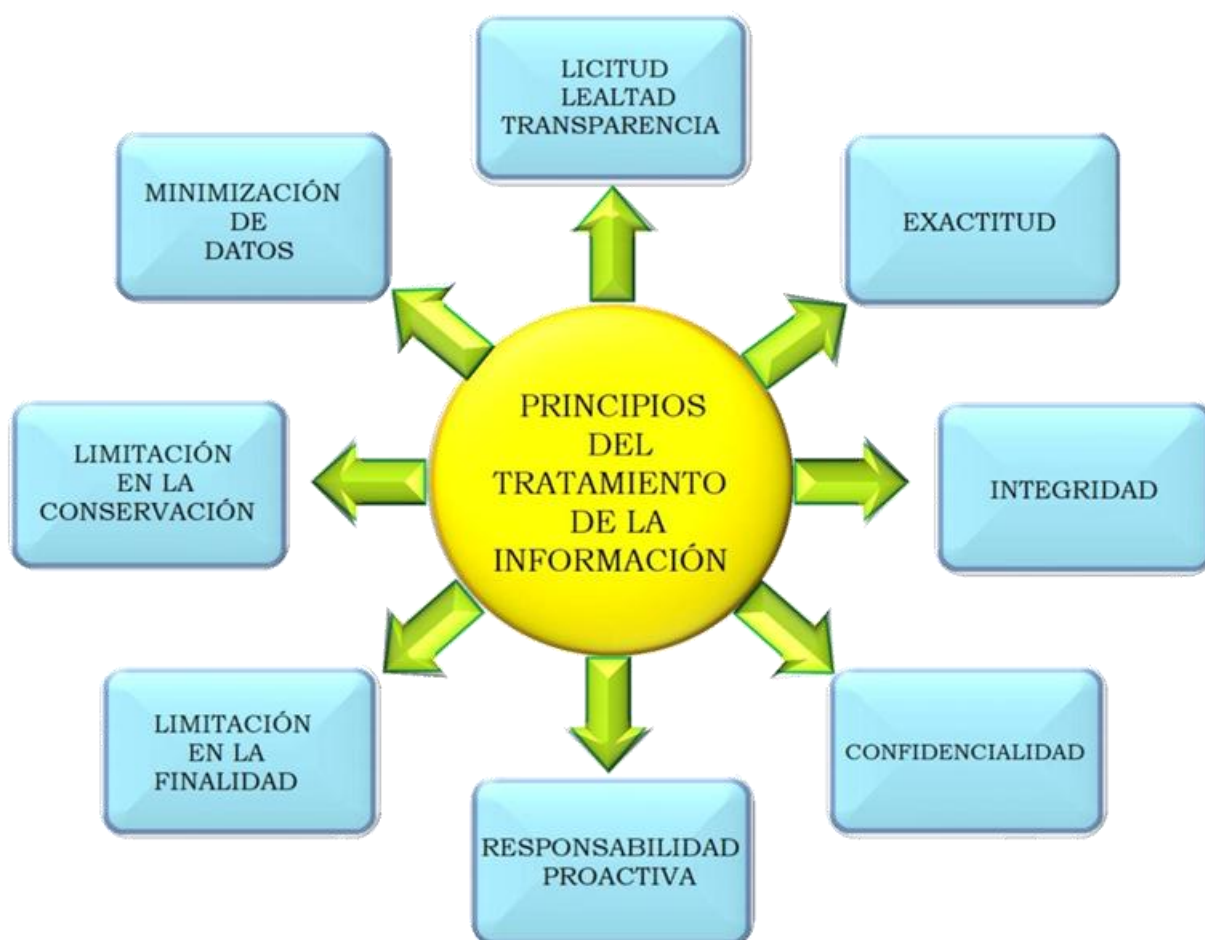 LICITUD
LEALTAD
TRANSPARENCIA
MINIMIZACIÓN
DE
DATOS
EXACTITUD
PRINCIPIOS
DEL
TRATAMIENTO
DE LA
INFORMACIÓN
LIMITACIÓN
EN LA
CONSERVACIÓN
INTEGRIDAD
LIMITACIÓN
EN LA
FINALIDAD
CONFIDENCIALIDAD
RESPONSABILIDAD
PROACTIVA